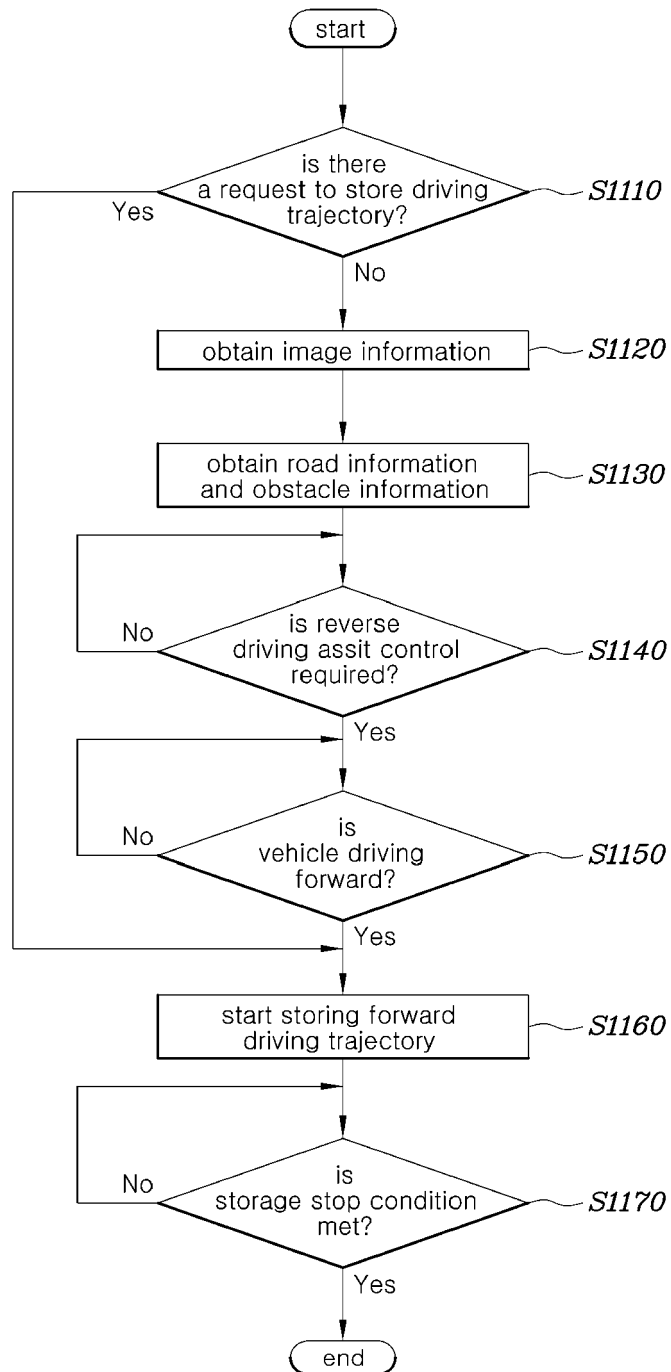 start
is there
a request to store driving
trajectory?
S1110
Yes
No
obtain image information
S1120
obtain road information
and obstacle information
S1130
is reverse
driving assit control
required?
S1140
No
Yes
is
vehicle driving
forward?
S1150
No
Yes
start storing forward
driving trajectory
S1160
is
storage stop condition
met?
S1170
No
Yes
end